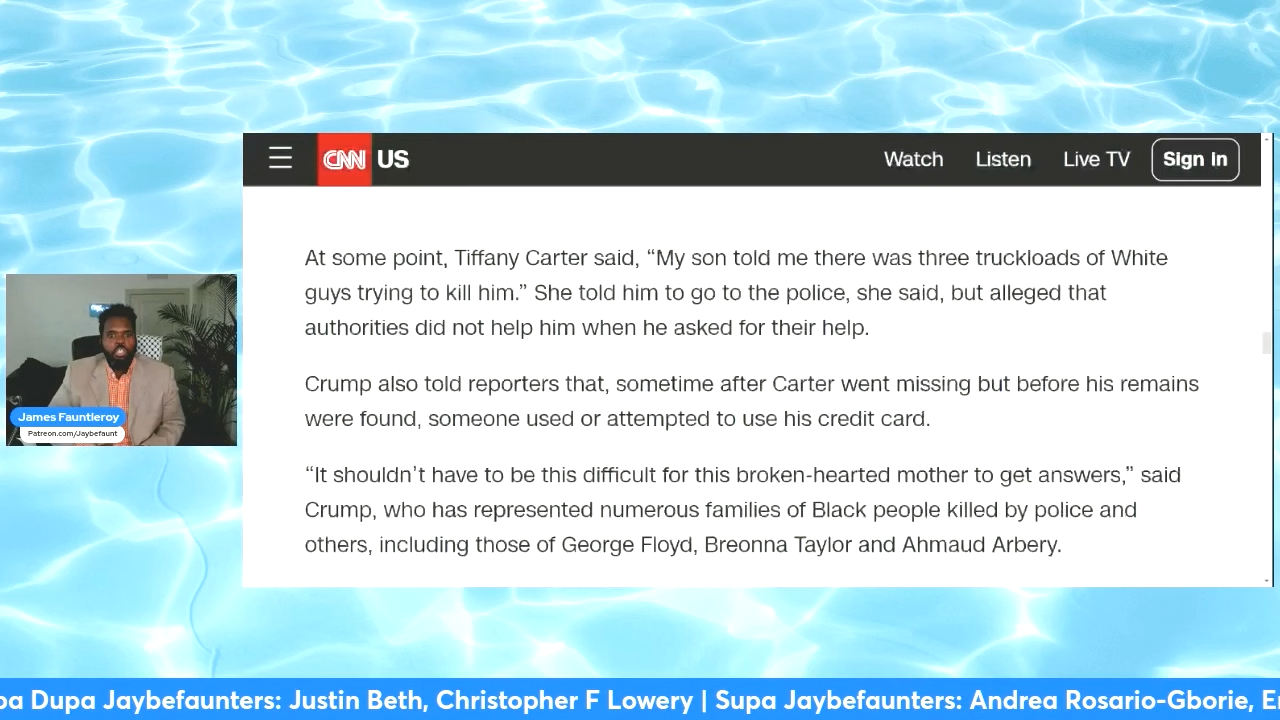 CNN US
Watch Listen Live TV Sign in
At some point, Tiffany Carter said, “My son told me there was three truckloads of White
guys trying to kill him.” She told him to go to the police, she said, but alleged that
authorities did not help him when he asked for their help.
Crump also told reporters that, sometime after Carter went missing but before his remains
were found, someone used or attempted to use his credit card.
“It shouldn’t have to be this difficult for this broken-hearted mother to get answers,” said
Crump, who has represented numerous families of Black people killed by police and
others, including those of George Floyd, Breonna Taylor and Ahmaud Arbery.
James Fauntleroy
Patreon.com/Jaybefaunt
pa Dupa Jaybefaunters: Justin Beth, Christopher F Lowery | Supa Jaybefaunters: Andrea Rosario-Gborie,